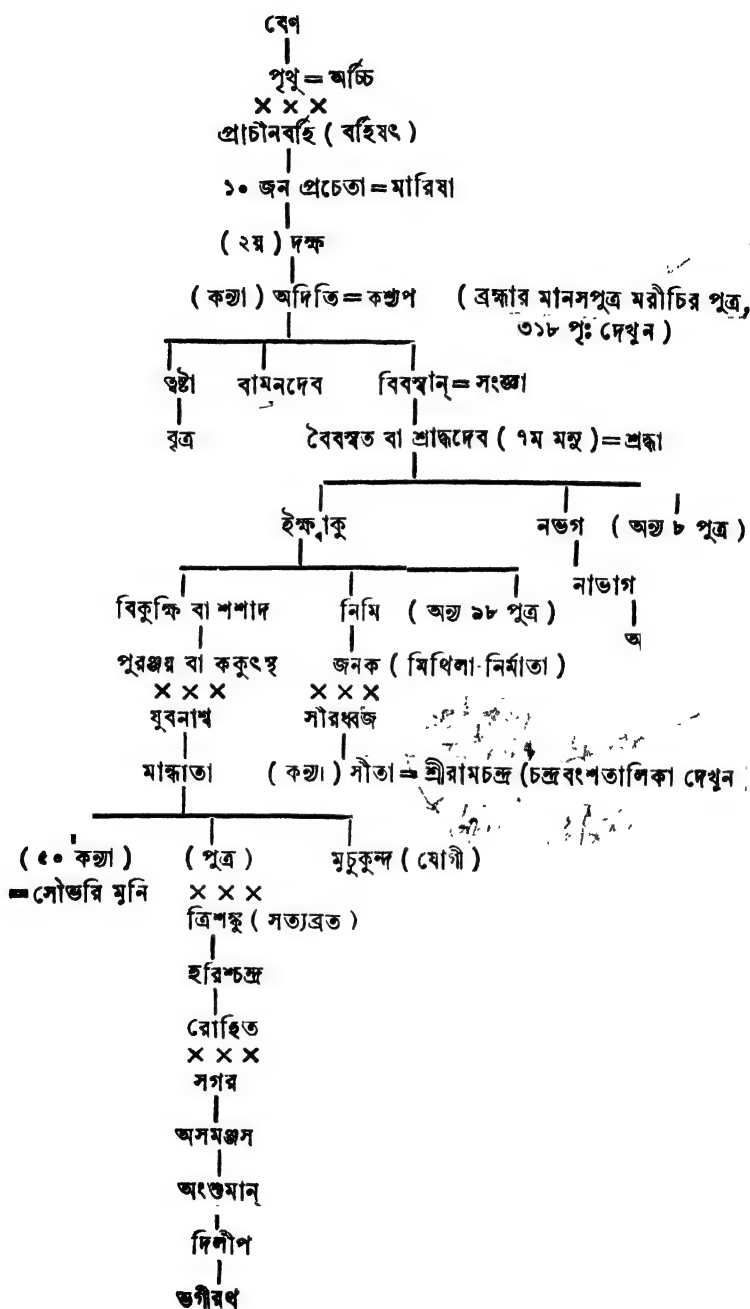 বেণ
পৃথু = অর্চ্চি
× × ×
প্রাচীনবর্হি ( বর্হিষৎ )
১০ জন প্রচেতা = মারিষা
( ২য় ) দক্ষ
( কন্যা ) অদিতি = কশ্যপ ( ব্রহ্মার মানসপুত্র মরীচির পুত্র,
৩১৮ পৃঃ দেখুন )
ত্বষ্টা বামনদেব বিবস্বান্ = সংজ্ঞা
বৃত্র বৈবস্বত বা শ্রাদ্ধদেব ( ৭ম মনু ) = শ্রদ্ধা
ইক্ষ্বাকু নভগ ( অন্য ৮ পুত্র )
নাভাগ
বিকুক্ষি বা শশাদ নিমি ( অন্য ৯৮ পুত্র )
অ
পুরঞ্জয় বা ককুৎস্থ জনক ( মিথিলা-নির্মাতা )
× × × × × ×
যুবনাশ্ব সীরধ্বজ
মান্ধাতা ( কন্যা ) সীতা = শ্রীরামচন্দ্র ( চন্দ্রবংশতালিকা দেখুন
( ৫০ কন্যা ) ( পুত্র ) মুচুকুন্দ ( যোগী )
= সৌভরি মুনি × × ×
ত্রিশঙ্কু ( সত্যব্রত )
হরিশ্চন্দ্র
রোহিত
× × ×
সগর
অসমঞ্জস
অংশুমান্
দিলীপ
ভগীরথ